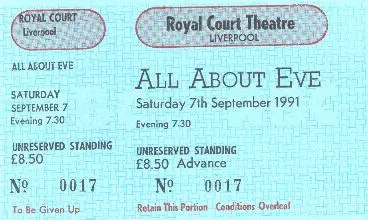 ROYAL COURT
Liverpool
ALL ABOUT EVE
SATURDAY
SEPTEMBER 7
Evening 7.30
UNRESERVED STANDING
£8.50
Nº 0017
To Be Given Up
Royal Court Theatre
LIVERPOOL
ALL ABOUT EVE
Saturday 7th September 1991
Evening 7.30
UNRESERVED STANDING
£8.50 Advance
Nº 0017
Retain This Portion Conditions Overleaf